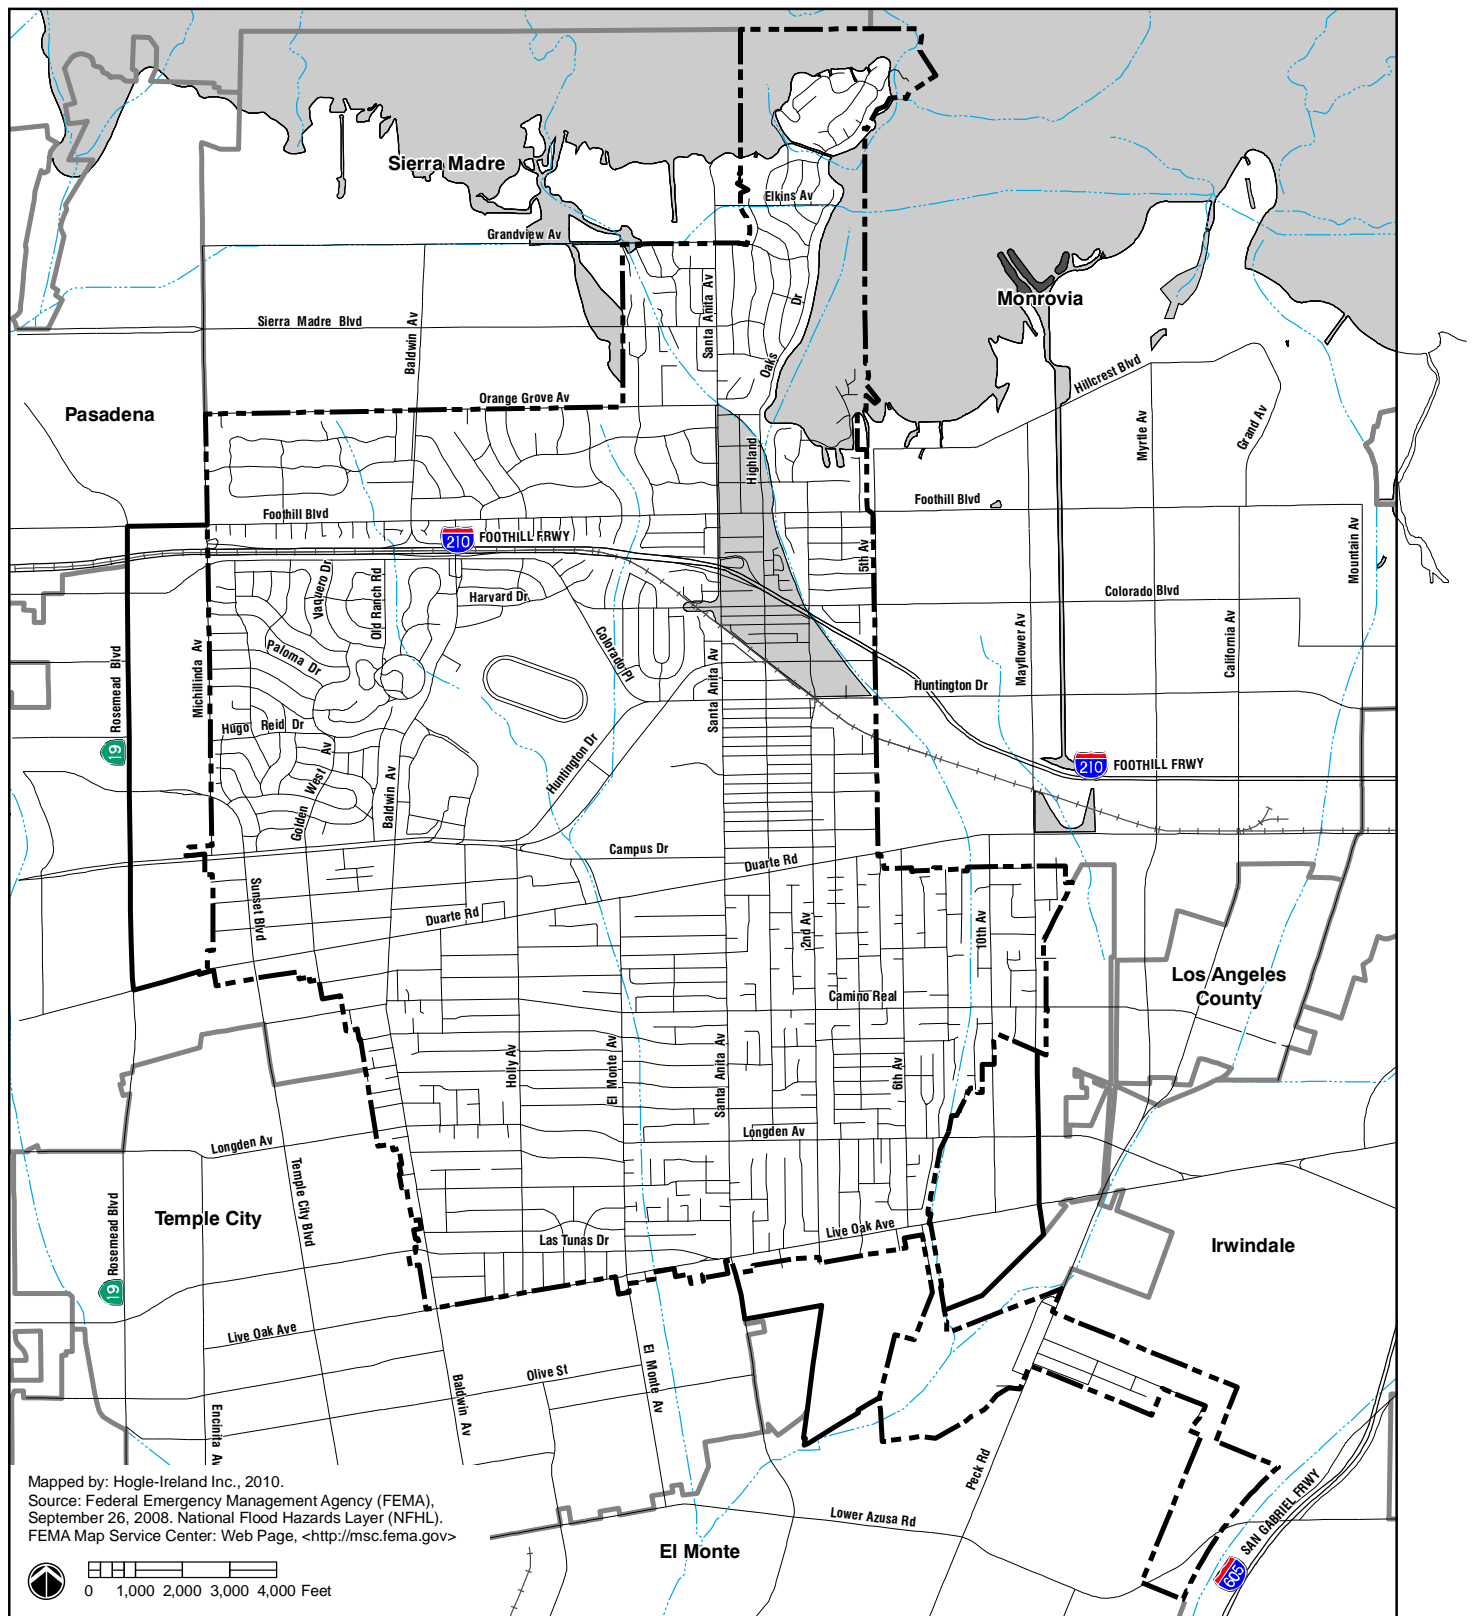 Sierra Madre
Elkins Av
Grandview Av
Santa Anita Av
Dr
Oaks
Monrovia
Sierra Madre Blvd
Baldwin Av
Hillcrest Blvd
Orange Grove Av
Pasadena
Myrtle Av
Grand Av
Highland
Foothill Blvd
Foothill Blvd
210
FOOTHILL FRWY
5th Av
Mountain Av
Vaquero Dr
Old Ranch Rd
Harvard Dr
Colorado Blvd
Colorado Pl
Mayflower Av
California Av
Rosemead Blvd
Michillinda Av
Paloma Dr
Santa Anita Av
Huntington Dr
Hugo Reid Dr
19
Golden West Av
Baldwin Av
Huntington Dr
210
FOOTHILL FRWY
Campus Dr
Duarte Rd
Sunset Blvd
Duarte Rd
2nd Av
10th Av
Los Angeles
County
Camino Real
Holly Av
El Monte Av
Santa Anita Av
6th Av
Longden Av
Longden Av
Temple City Blvd
Rosemead Blvd
Temple City
Las Tunas Dr
Live Oak Ave
Irwindale
19
Live Oak Ave
Olive St
El Monte Av
Baldwin Av
Encinita Av
Peck Rd
SAN GABRIEL FRWY
605
Lower Azusa Rd
El Monte
Mapped by: Hogle-Ireland Inc., 2010.
Source: Federal Emergency Management Agency (FEMA),
September 26, 2008. National Flood Hazards Layer (NFHL).
FEMA Map Service Center: Web Page, <http://msc.fema.gov>
0 1,000 2,000 3,000 4,000 Feet